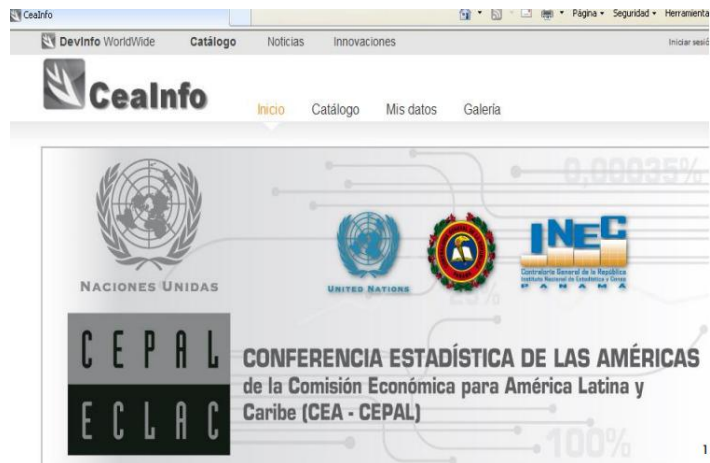 CeaInfo
Página Seguridad Herramienta
DevInfo WorldWide Catálogo Noticias Innovaciones Iniciar sesió
CeaInfo
Inicio Catálogo Mis datos Galería
0,00035%
NACIONES UNIDAS
UNITED NATIONS
INEC
Contraloría General de la República
Instituto Nacional de Estadística y Censo
PANAMÁ
25%
CEPAL
ECLAC
CONFERENCIA ESTADÍSTICA DE LAS AMÉRICAS
de la Comisión Económica para América Latina y
Caribe (CEA - CEPAL)
100%
1